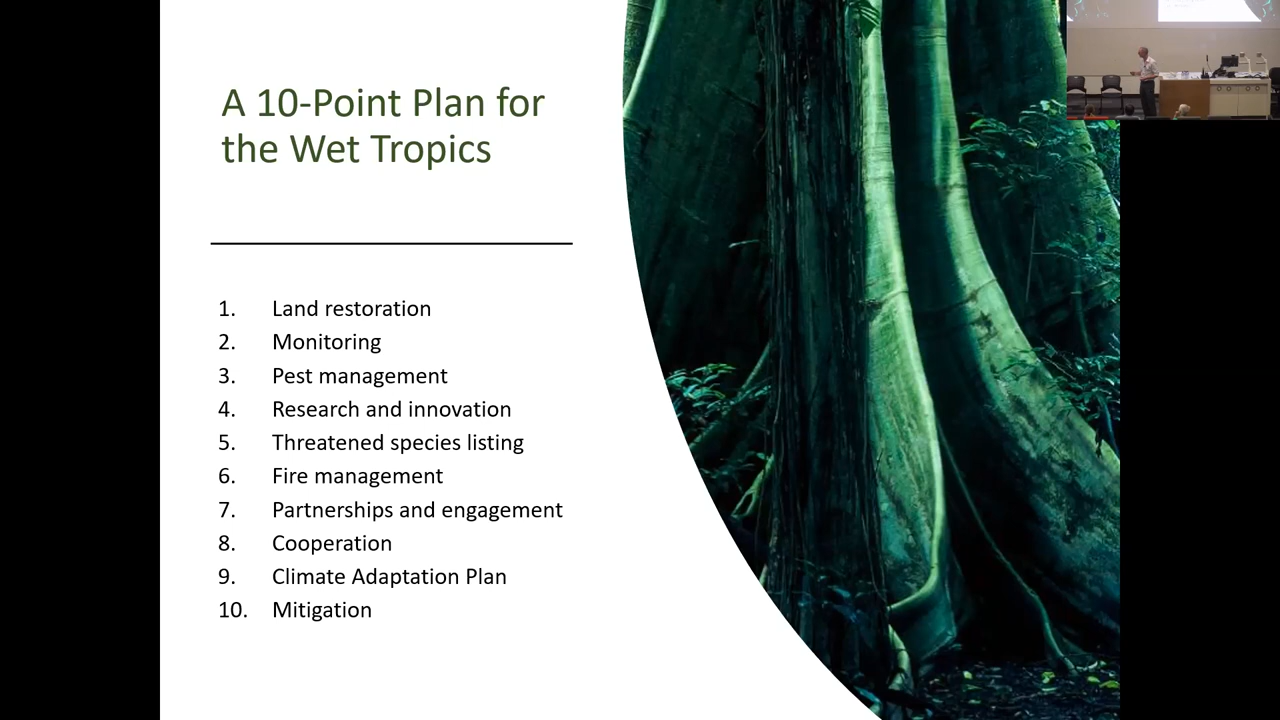 A 10-Point Plan for
the Wet Tropics
1. Land restoration
2. Monitoring
3. Pest management
4. Research and innovation
5. Threatened species listing
6. Fire management
7. Partnerships and engagement
8. Cooperation
9. Climate Adaptation Plan
10. Mitigation